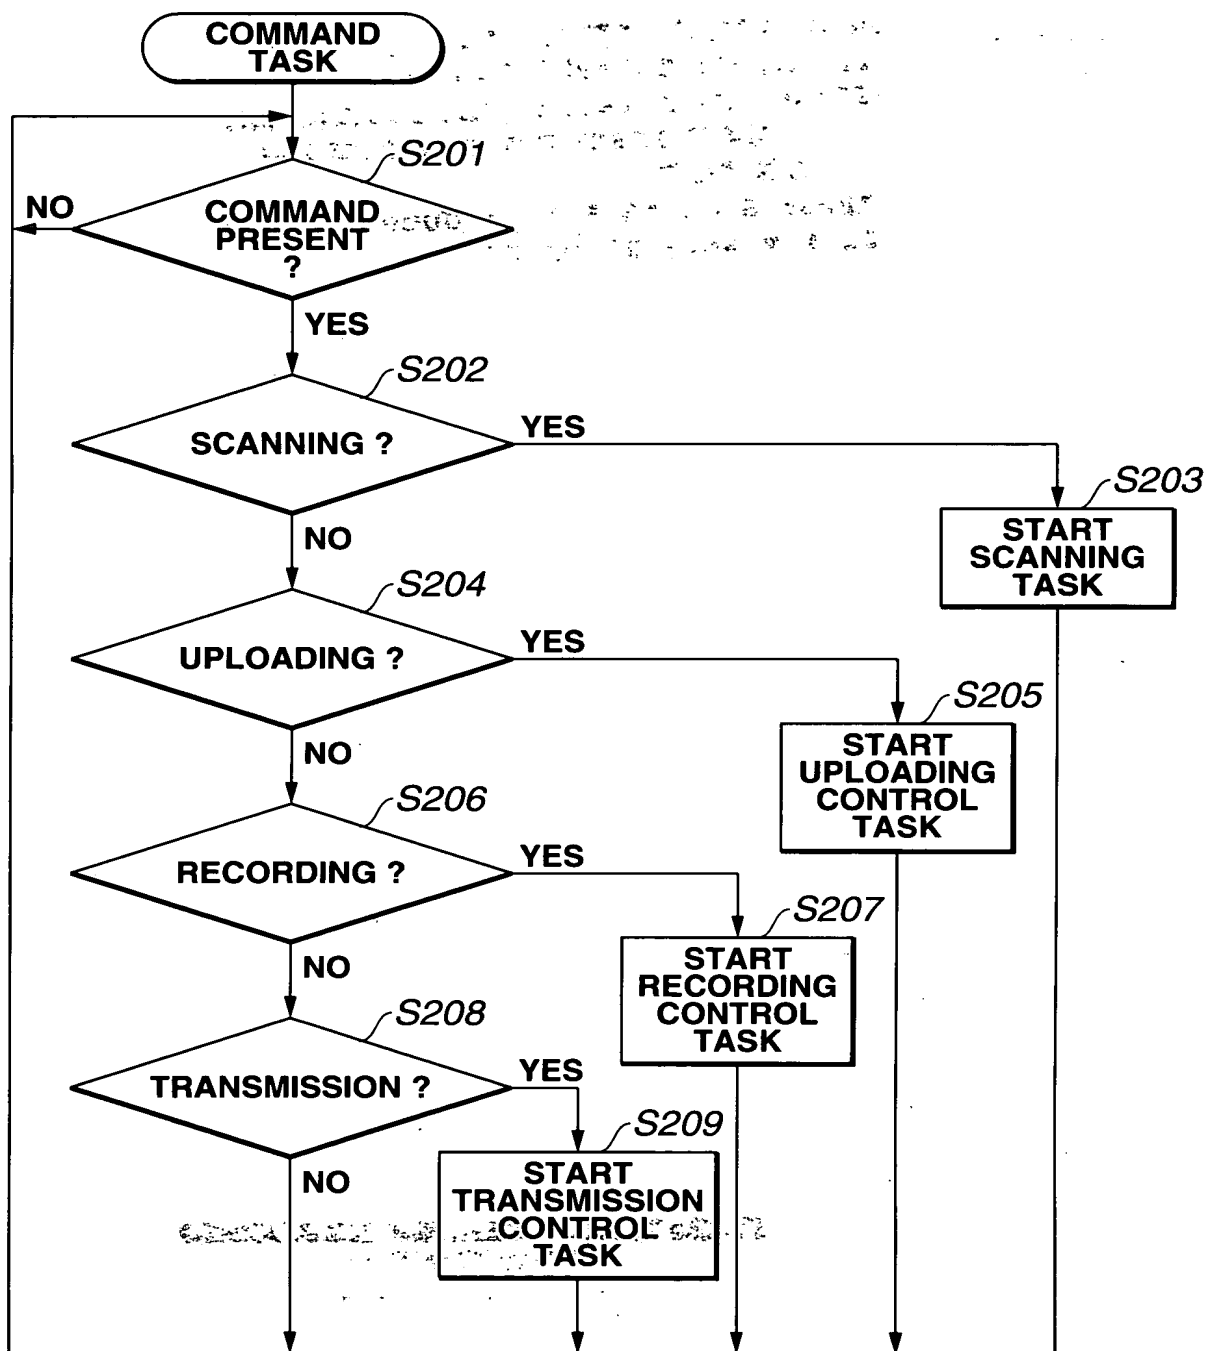 COMMAND
TASK
S201
NO
COMMAND
PRESENT
?
YES
S202
SCANNING ?
YES
S203
START
SCANNING
TASK
NO
S204
UPLOADING ?
YES
S205
START
UPLOADING
CONTROL
TASK
NO
S206
RECORDING ?
YES
S207
START
RECORDING
CONTROL
TASK
NO
S208
TRANSMISSION ?
YES
S209
START
TRANSMISSION
CONTROL
TASK
NO